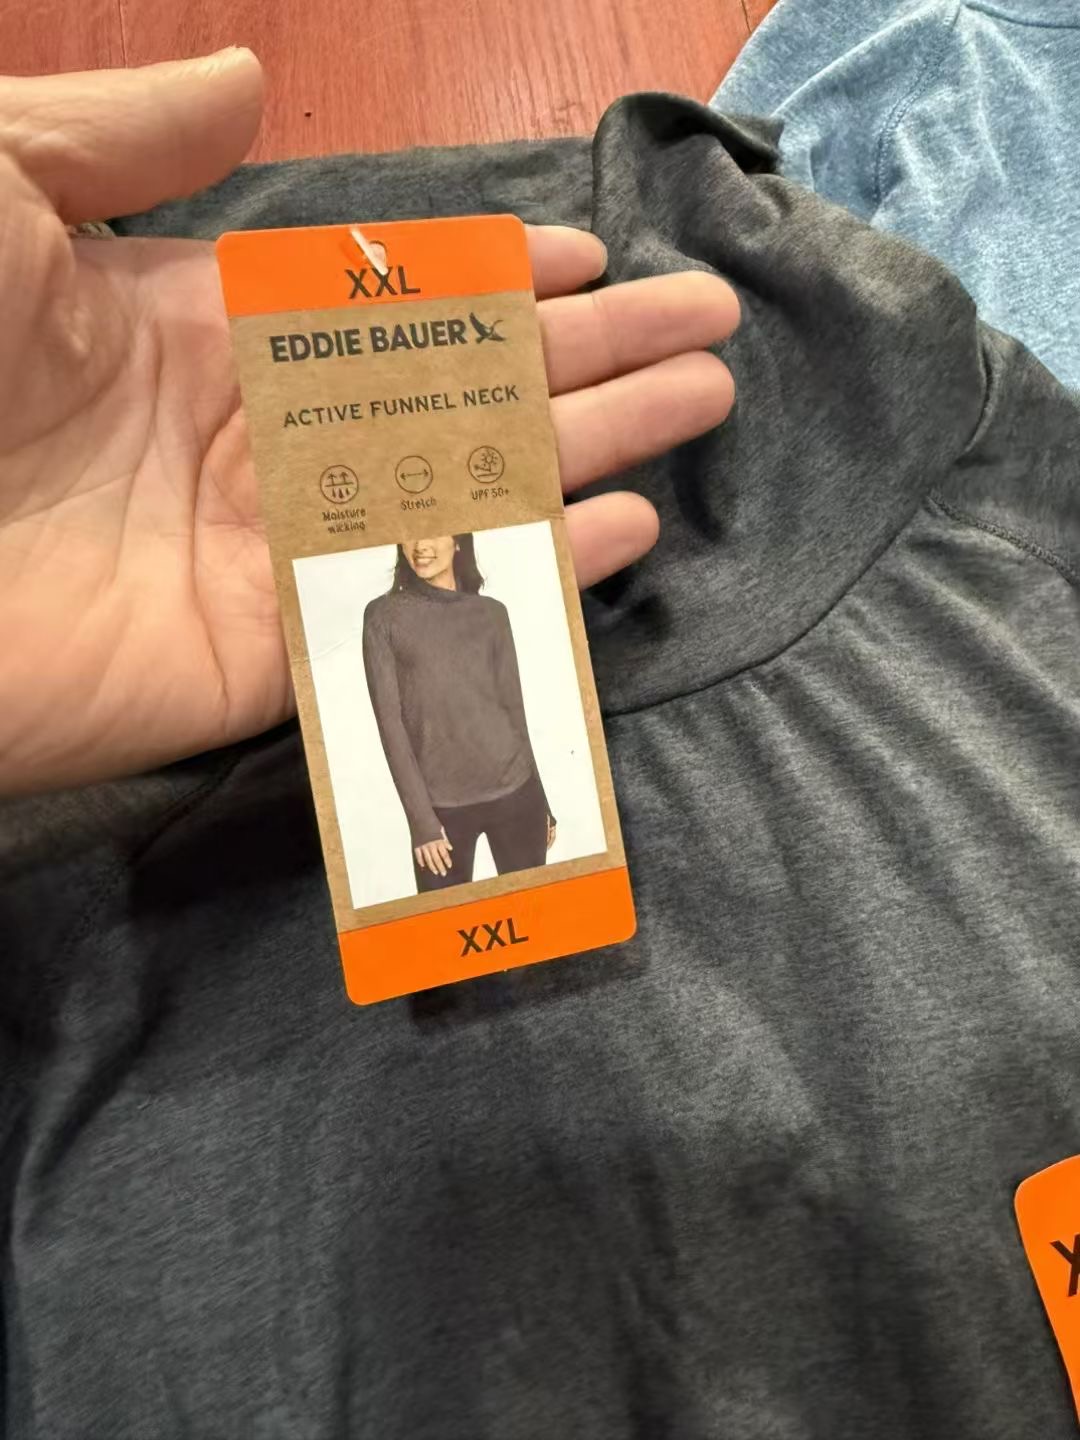 XXL
EDDIE BAUER
ACTIVE FUNNEL NECK
Moisture
wicking
Stretch
UPF 50+
XXL
X